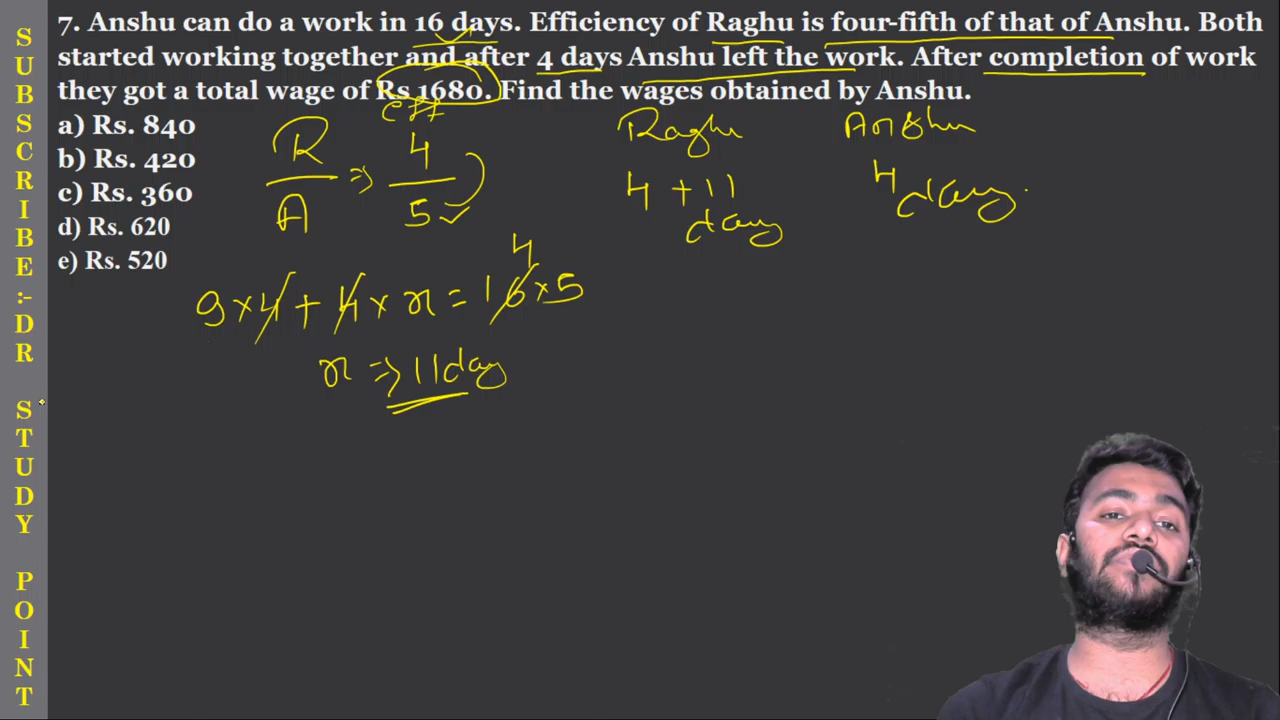 7. Anshu can do a work in 16 days. Efficiency of Raghu is four-fifth of that of Anshu. Both
started working together and after 4 days Anshu left the work. After completion of work
they got a total wage of Rs 1680. Find the wages obtained by Anshu.
eff
a) Rs. 840
b) Rs. 420
c) Rs. 360
d) Rs. 620
e) Rs. 520
R/A => 4/5
Raghu Anshu
4 + 11 day 4 day
4
9 × 4 + 4 × x = 16 × 5
x => 11 day
SUBSCRIBE :- DR STUDY POINT